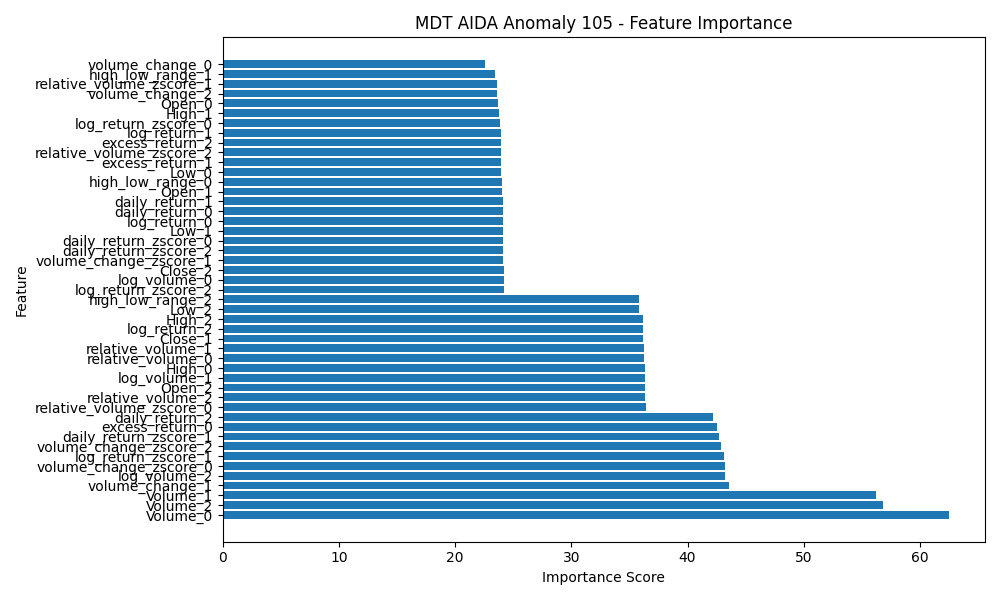 MDT AIDA Anomaly 105 - Feature Importance
volume_change_0
high_low_range_1
relative_volume_zscore_1
volume_change_2
Open_0
High_1
log_return_zscore_0
log_return_1
excess_return_2
relative_volume_zscore_2
excess_return_1
Low_0
high_low_range_0
Open_1
daily_return_1
daily_return_0
log_return_0
Low_1
daily_return_zscore_0
daily_return_zscore_2
volume_change_zscore_1
Close_2
log_volume_0
log_return_zscore_2
high_low_range_2
Low_2
High_2
log_return_2
Close_1
relative_volume_1
relative_volume_0
High_0
log_volume_1
Open_2
relative_volume_2
relative_volume_zscore_0
daily_return_2
excess_return_0
daily_return_zscore_1
volume_change_zscore_2
log_return_zscore_1
volume_change_zscore_0
log_volume_2
volume_change_1
Volume_1
Volume_2
Volume_0
Feature
0 10 20 30 40 50 60
Importance Score